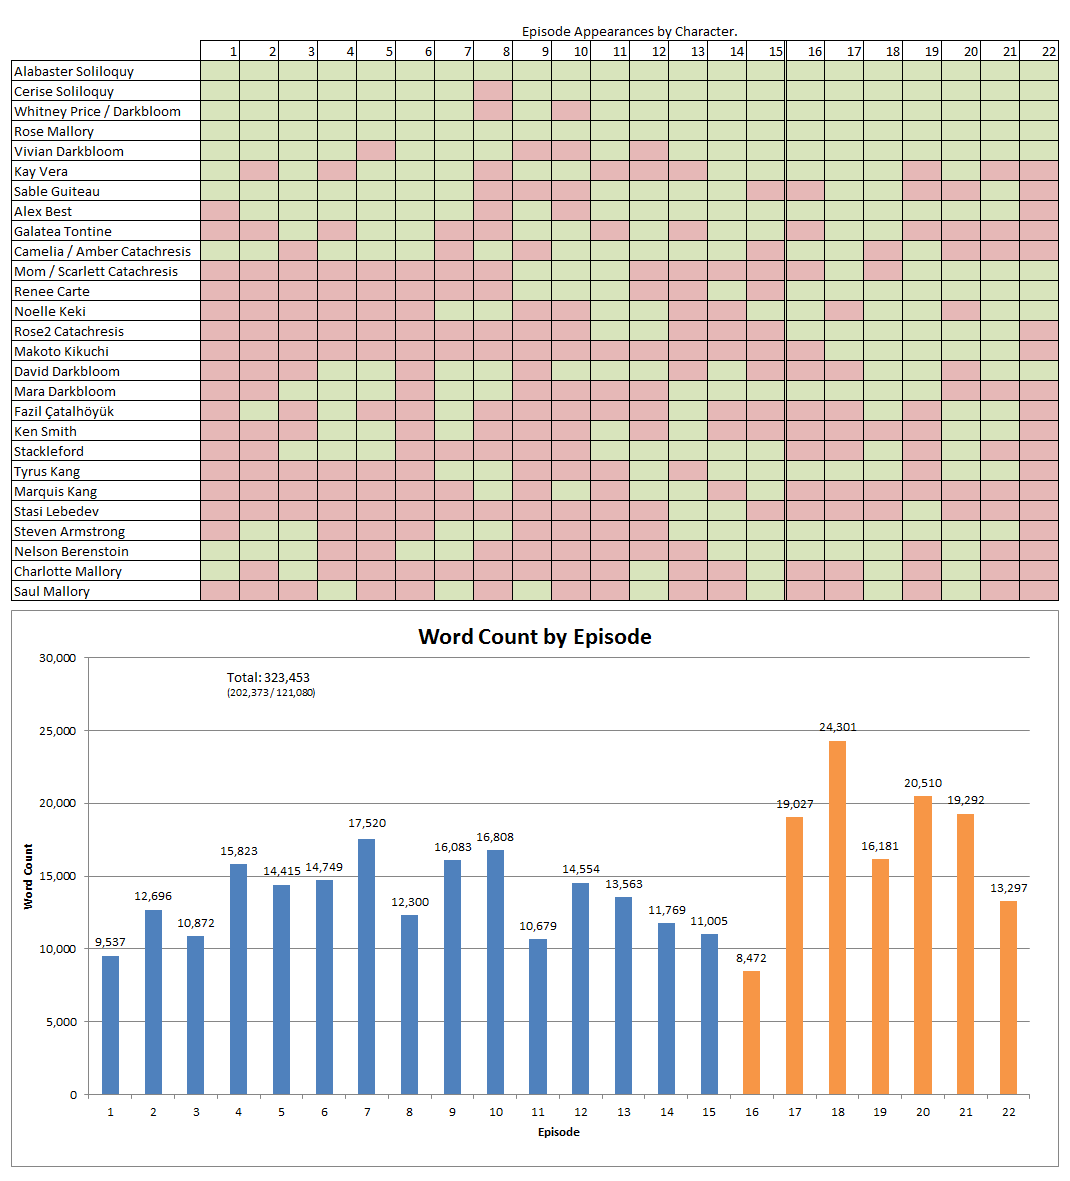 Episode Appearances by Character.
1 2 3 4 5 6 7 8 9 10 11 12 13 14 15 16 17 18 19 20 21 22
Alabaster Soliloquy
Cerise Soliloquy
Whitney Price / Darkbloom
Rose Mallory
Vivian Darkbloom
Kay Vera
Sable Guiteau
Alex Best
Galatea Tontine
Camelia / Amber Catachresis
Mom / Scarlett Catachresis
Renee Carte
Noelle Keki
Rose2 Catachresis
Makoto Kikuchi
David Darkbloom
Mara Darkbloom
Fazil Çatalhöyük
Ken Smith
Stackleford
Tyrus Kang
Marquis Kang
Stasi Lebedev
Steven Armstrong
Nelson Berenstoin
Charlotte Mallory
Saul Mallory
Word Count by Episode
Total: 323,453
(202,373 / 121,080)
Word Count
30,000
25,000
20,000
15,000
10,000
5,000
0
9,537
12,696
10,872
15,823
14,415
14,749
17,520
12,300
16,083
16,808
10,679
14,554
13,563
11,769
11,005
8,472
19,027
24,301
16,181
20,510
19,292
13,297
1 2 3 4 5 6 7 8 9 10 11 12 13 14 15 16 17 18 19 20 21 22
Episode